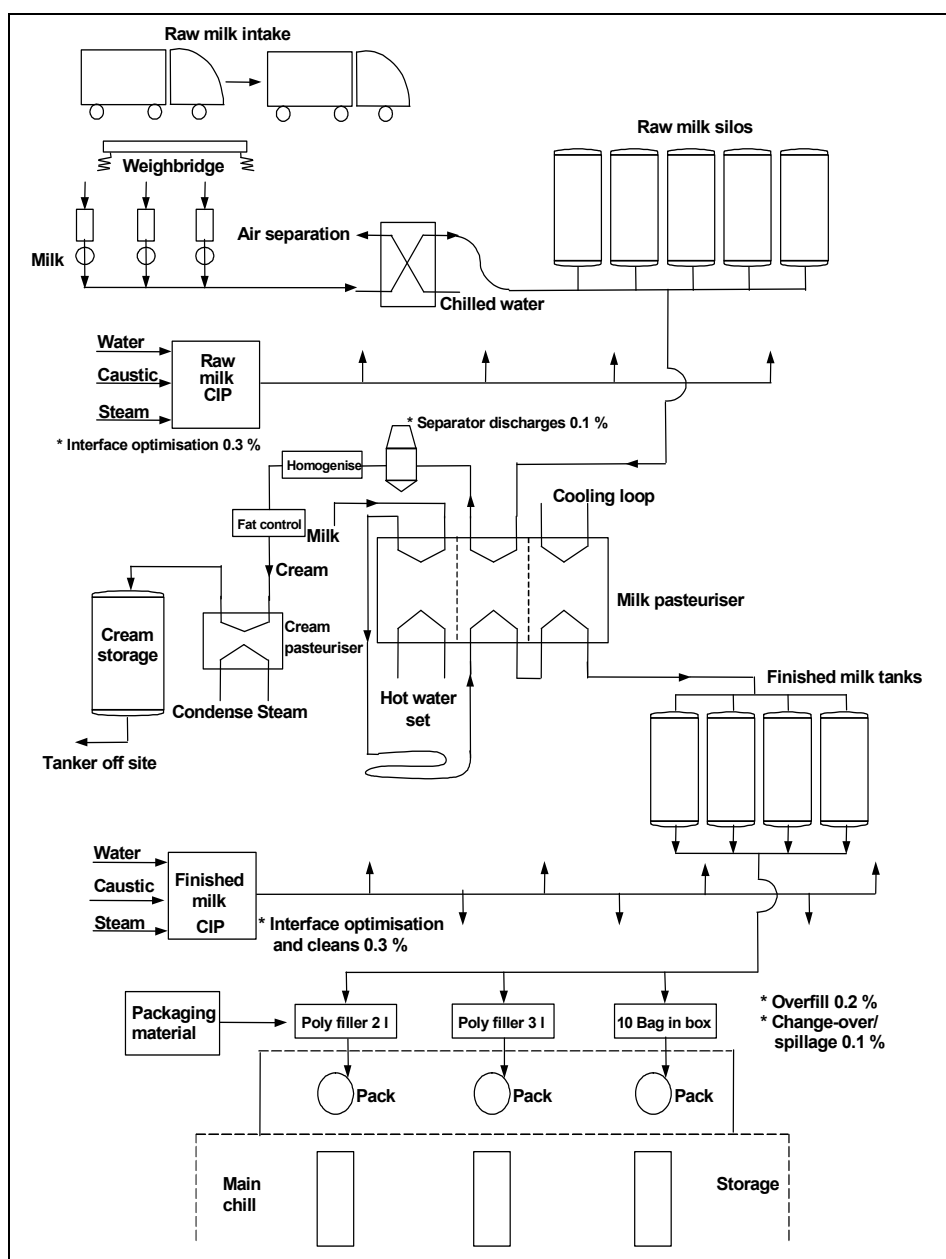 Raw milk intake
Raw milk silos
Weighbridge
Air separation
Milk
Chilled water
Water
Caustic
Steam
Raw
milk
CIP
* Interface optimisation 0.3 %
* Separator discharges 0.1 %
Homogenise
Cooling loop
Fat control
Milk
Cream
Milk pasteuriser
Cream
storage
Cream
pasteuriser
Condense Steam
Hot water
set
Finished milk tanks
Tanker off site
Water
Caustic
Steam
Finished
milk
CIP
* Interface optimisation
and cleans 0.3 %
Packaging
material
Poly filler 2 l
Poly filler 3 l
10 Bag in box
* Overfill 0.2 %
* Change-over/
spillage 0.1 %
Pack
Pack
Pack
Main
chill
Storage